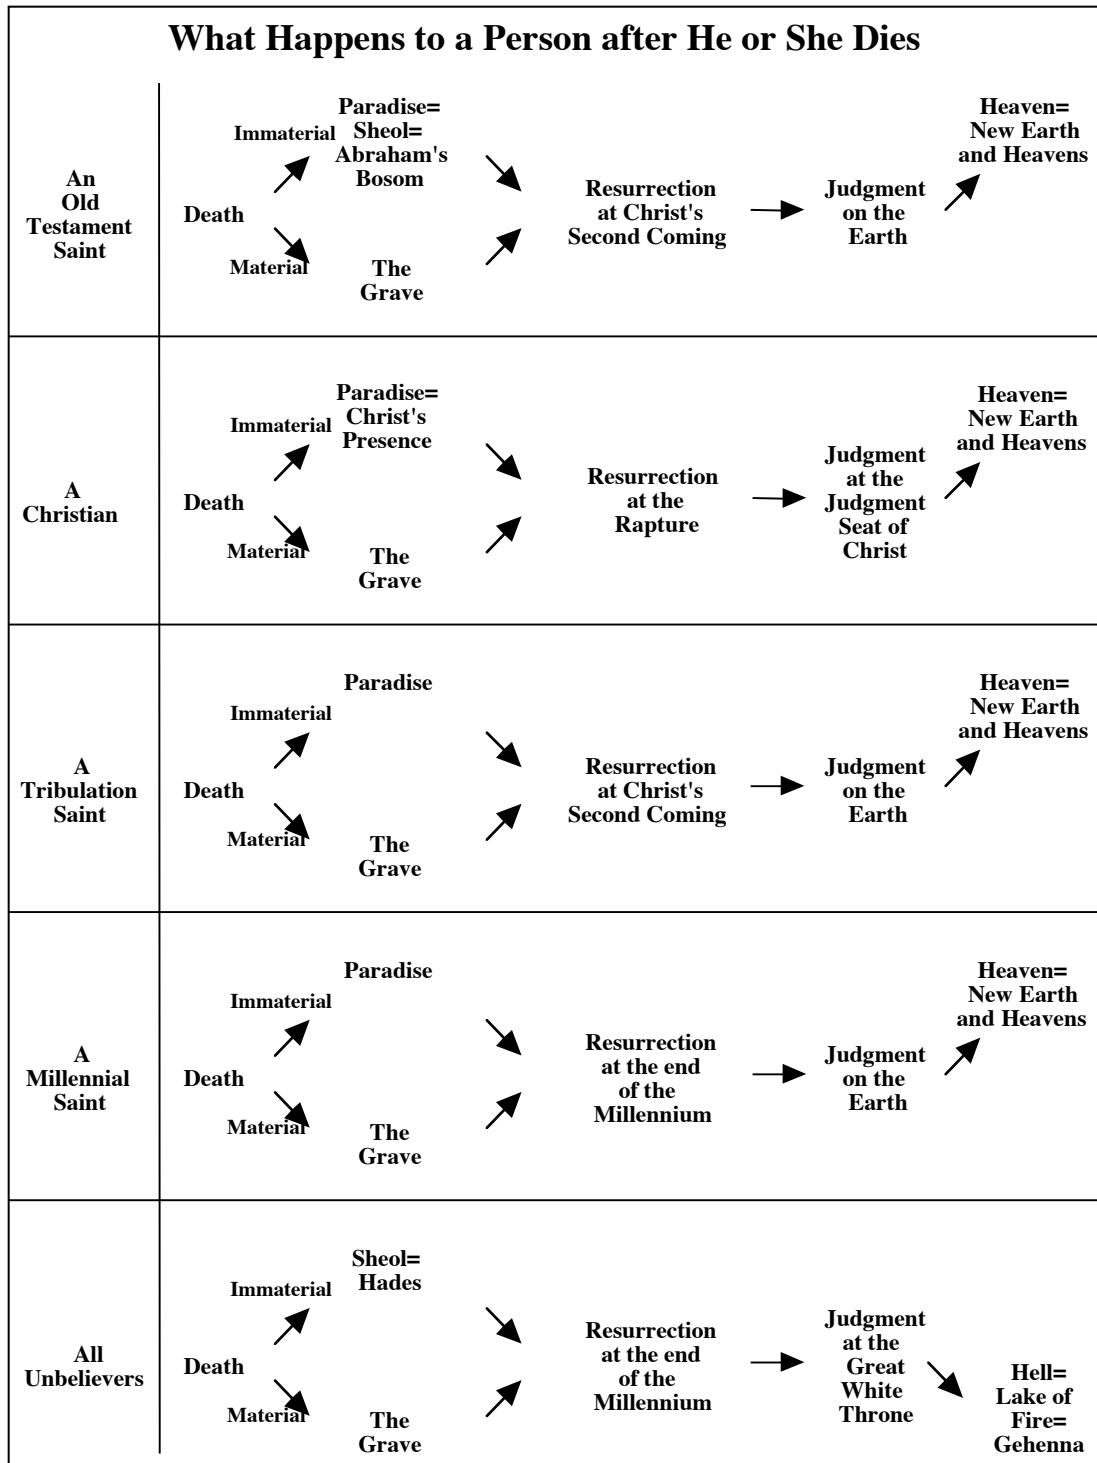 What Happens to a Person after He or She Dies
An
Old
Testament
Saint
Death
Immaterial
Material
Paradise=
Sheol=
Abraham's
Bosom
The
Grave
Resurrection
at Christ's
Second Coming
Judgment
on the
Earth
Heaven=
New Earth
and Heavens
A
Christian
Death
Immaterial
Material
Paradise=
Christ's
Presence
The
Grave
Resurrection
at the
Rapture
Judgment
at the
Judgment
Seat of
Christ
Heaven=
New Earth
and Heavens
A
Tribulation
Saint
Death
Immaterial
Material
Paradise
The
Grave
Resurrection
at Christ's
Second Coming
Judgment
on the
Earth
Heaven=
New Earth
and Heavens
A
Millennial
Saint
Death
Immaterial
Material
Paradise
The
Grave
Resurrection
at the end
of the
Millennium
Judgment
on the
Earth
Heaven=
New Earth
and Heavens
All
Unbelievers
Death
Immaterial
Material
Sheol=
Hades
The
Grave
Resurrection
at the end
of the
Millennium
Judgment
at the
Great
White
Throne
Hell=
Lake of
Fire=
Gehenna